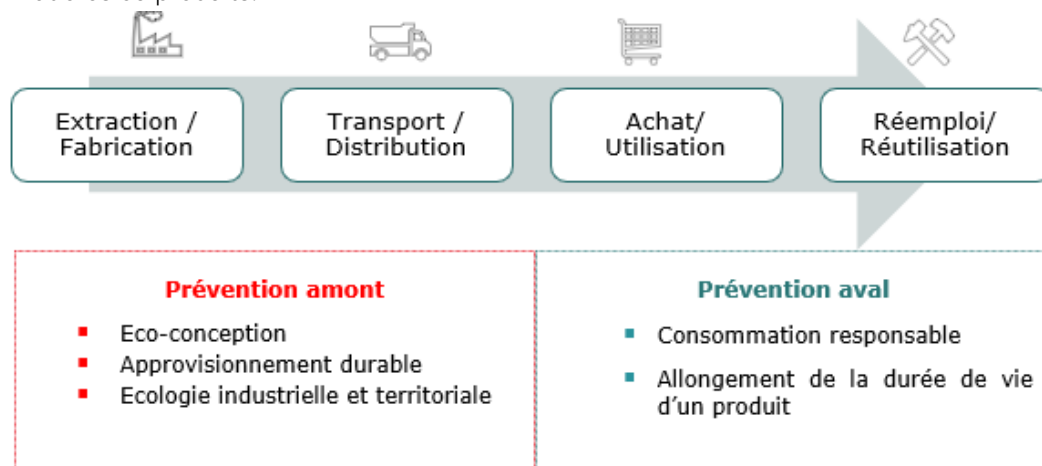 Extraction /
Fabrication
Transport /
Distribution
Achat/
Utilisation
Réemploi/
Réutilisation
Prévention amont
Eco-conception
Approvisionnement durable
Ecologie industrielle et territoriale
Prévention aval
Consommation responsable
Allongement de la durée de vie
d'un produit